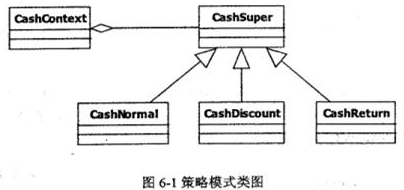 CashContext
CashSuper
CashNormal
CashDiscount
CashReturn
图 6-1 策略模式类图